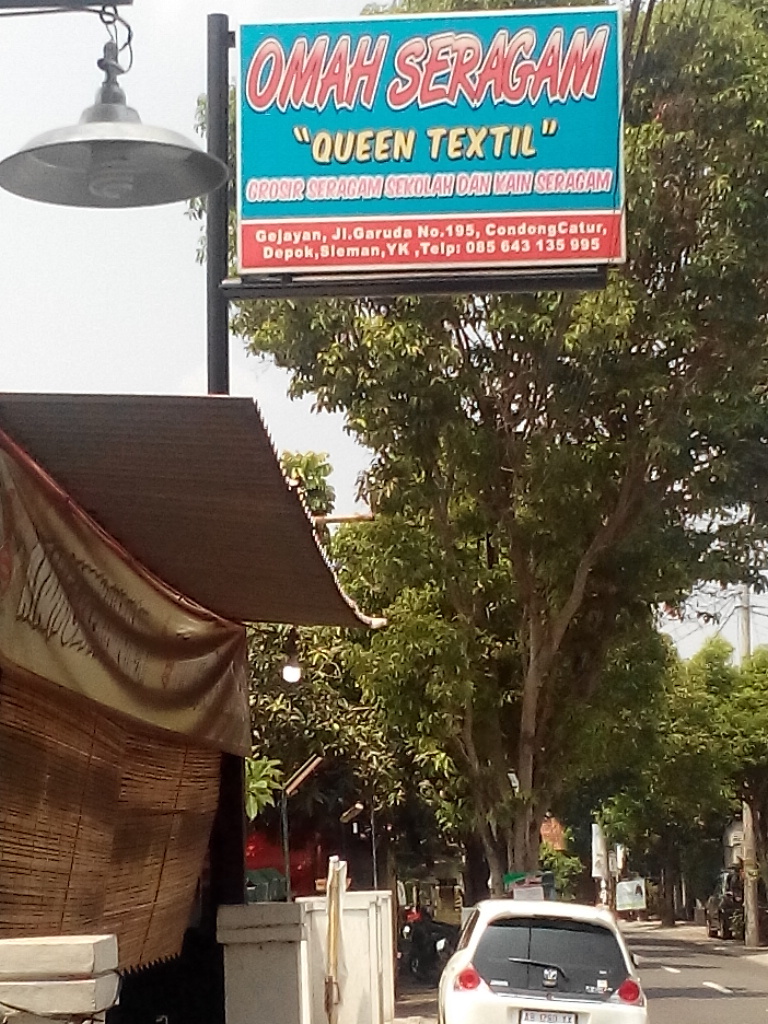 OMAH SERAGAM
"QUEEN TEXTIL"
GROSIR SERAGAM SEKOLAH DAN KAIN SERAGAM
Gejayan, Jl.Garuda No.195, CondongCatur,
Depok,Sleman,YK ,Telp: 085 643 135 995